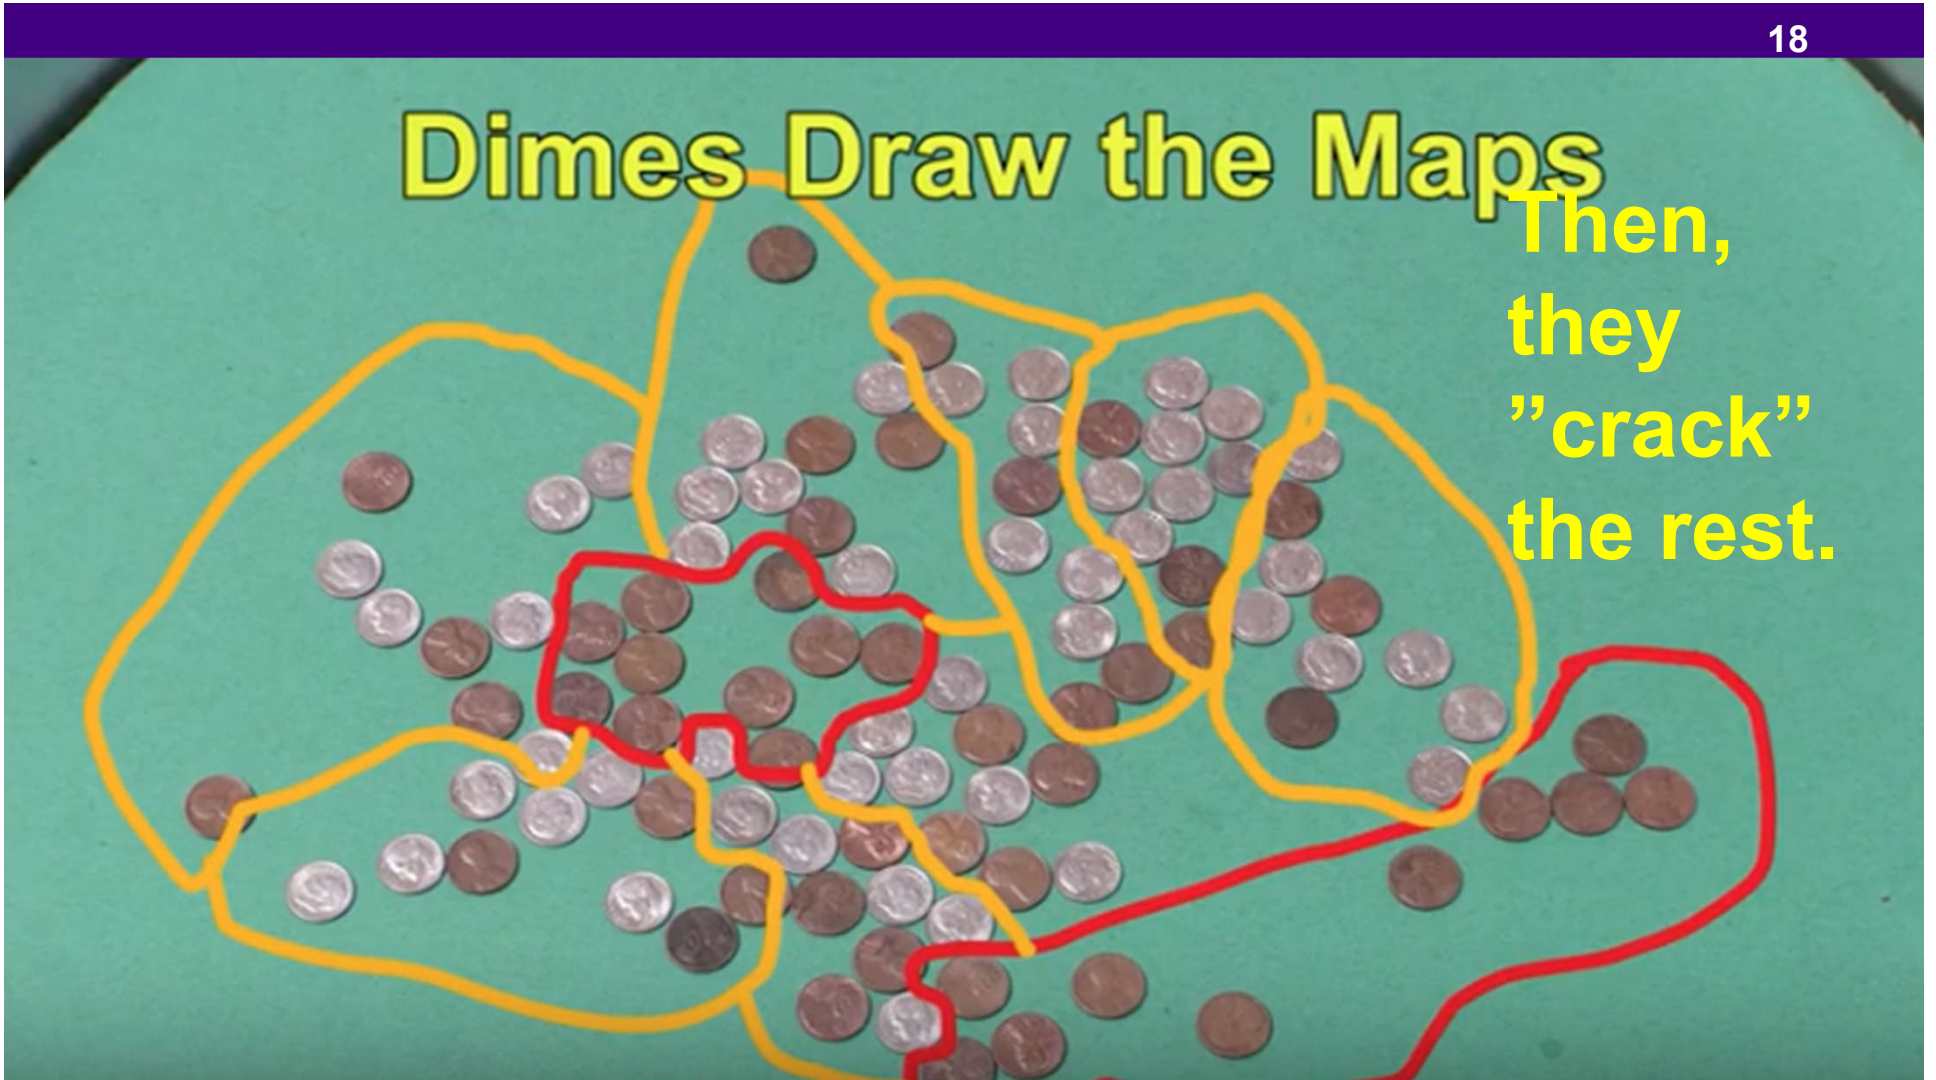 18
Dimes Draw the Maps
Then,
they
”crack”
the rest.